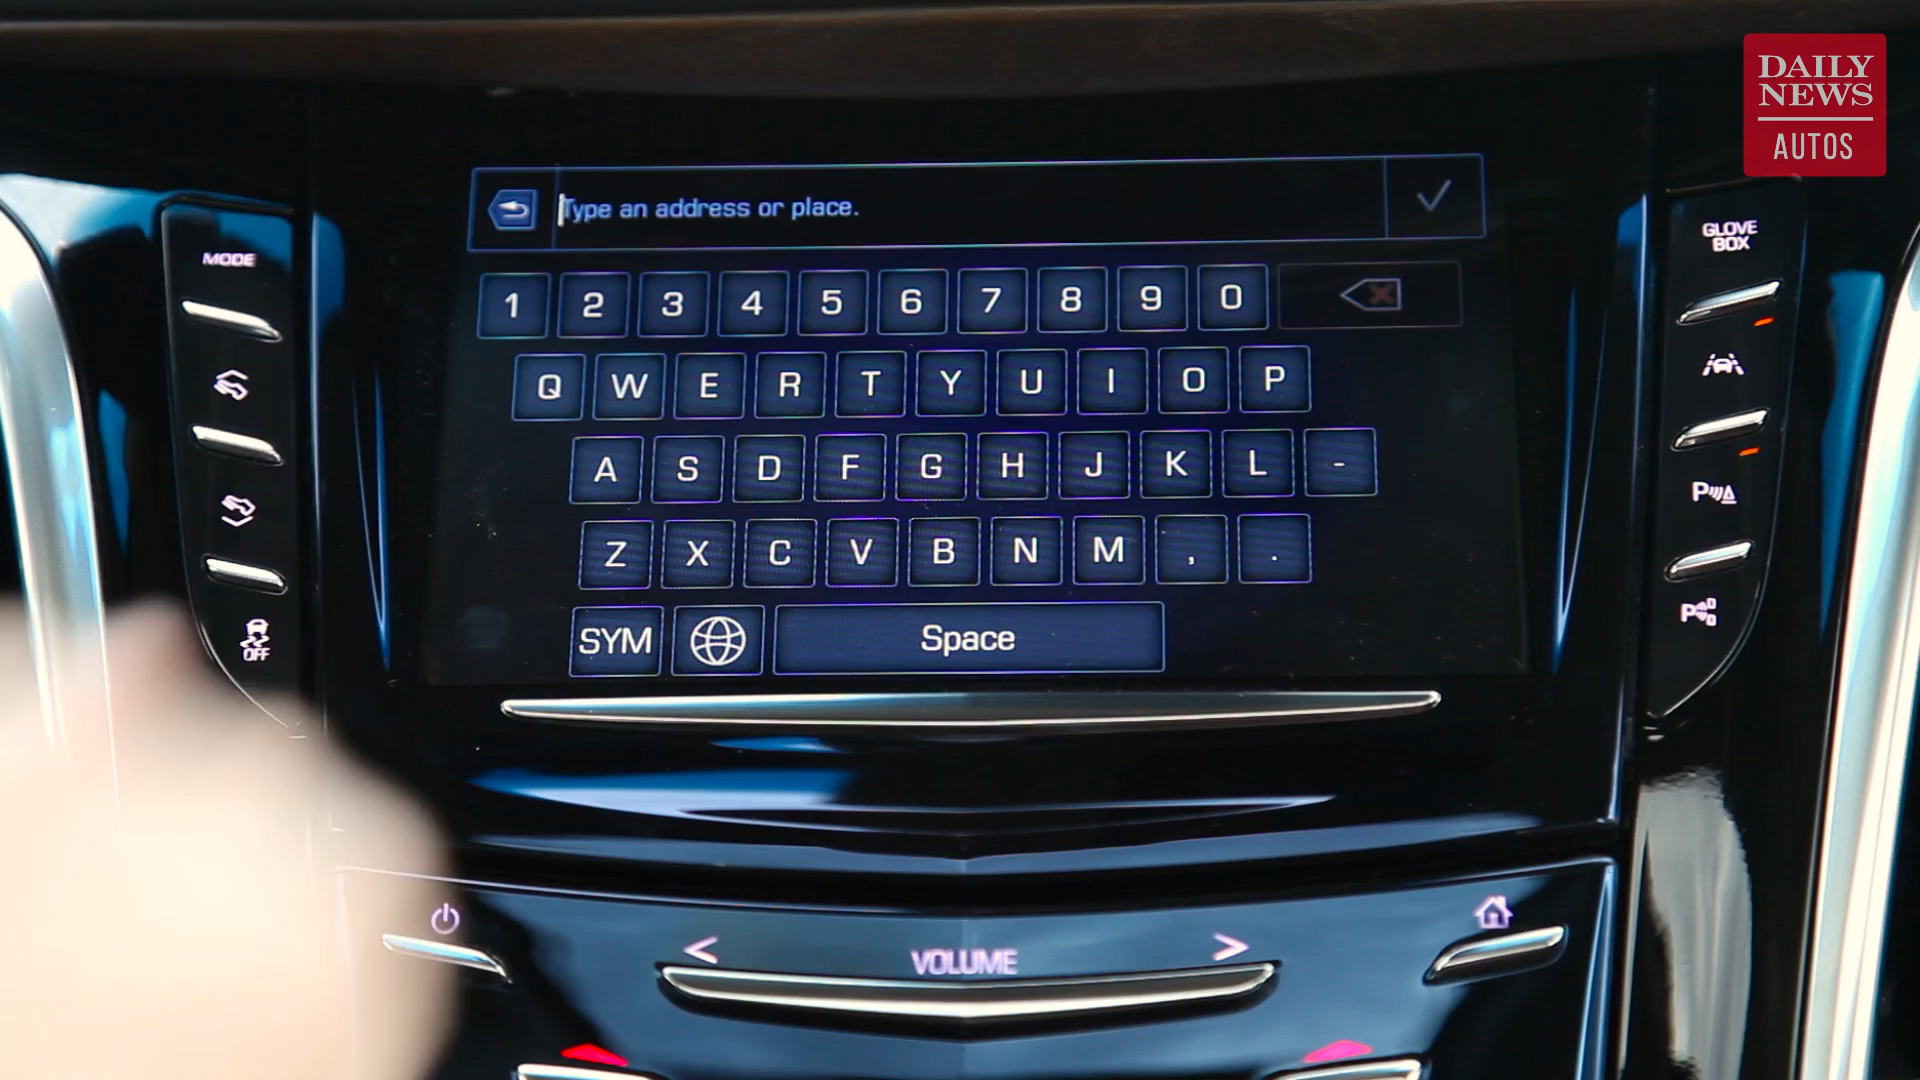 DAILY
NEWS
AUTOS
Type an address or place.
MODE
GLOVE
BOX
1 2 3 4 5 6 7 8 9 0
Q W E R T Y U I O P
A S D F G H J K L -
P
Z X C V B N M , .
P
SYM Space
OFF
< VOLUME >